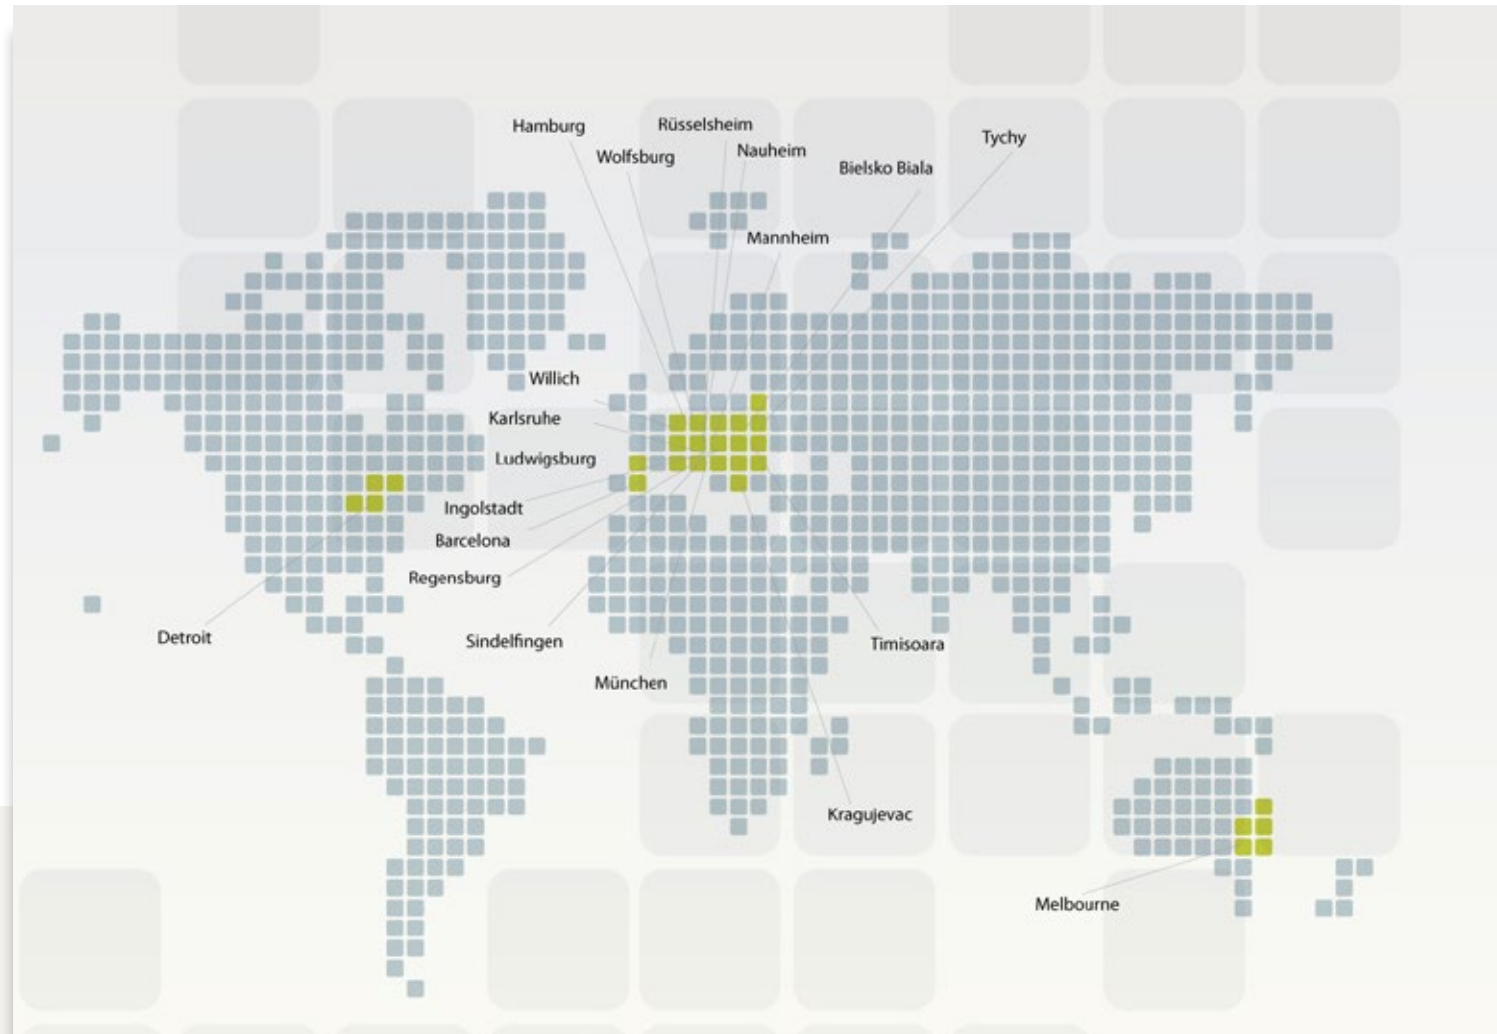 Hamburg
Rüsselsheim
Wolfsburg
Nauheim
Tychy
Bielsko Biala
Mannheim
Willich
Karlsruhe
Ludwigsburg
Ingolstadt
Barcelona
Regensburg
Detroit
Sindelfingen
Timisoara
München
Kragujevac
Melbourne